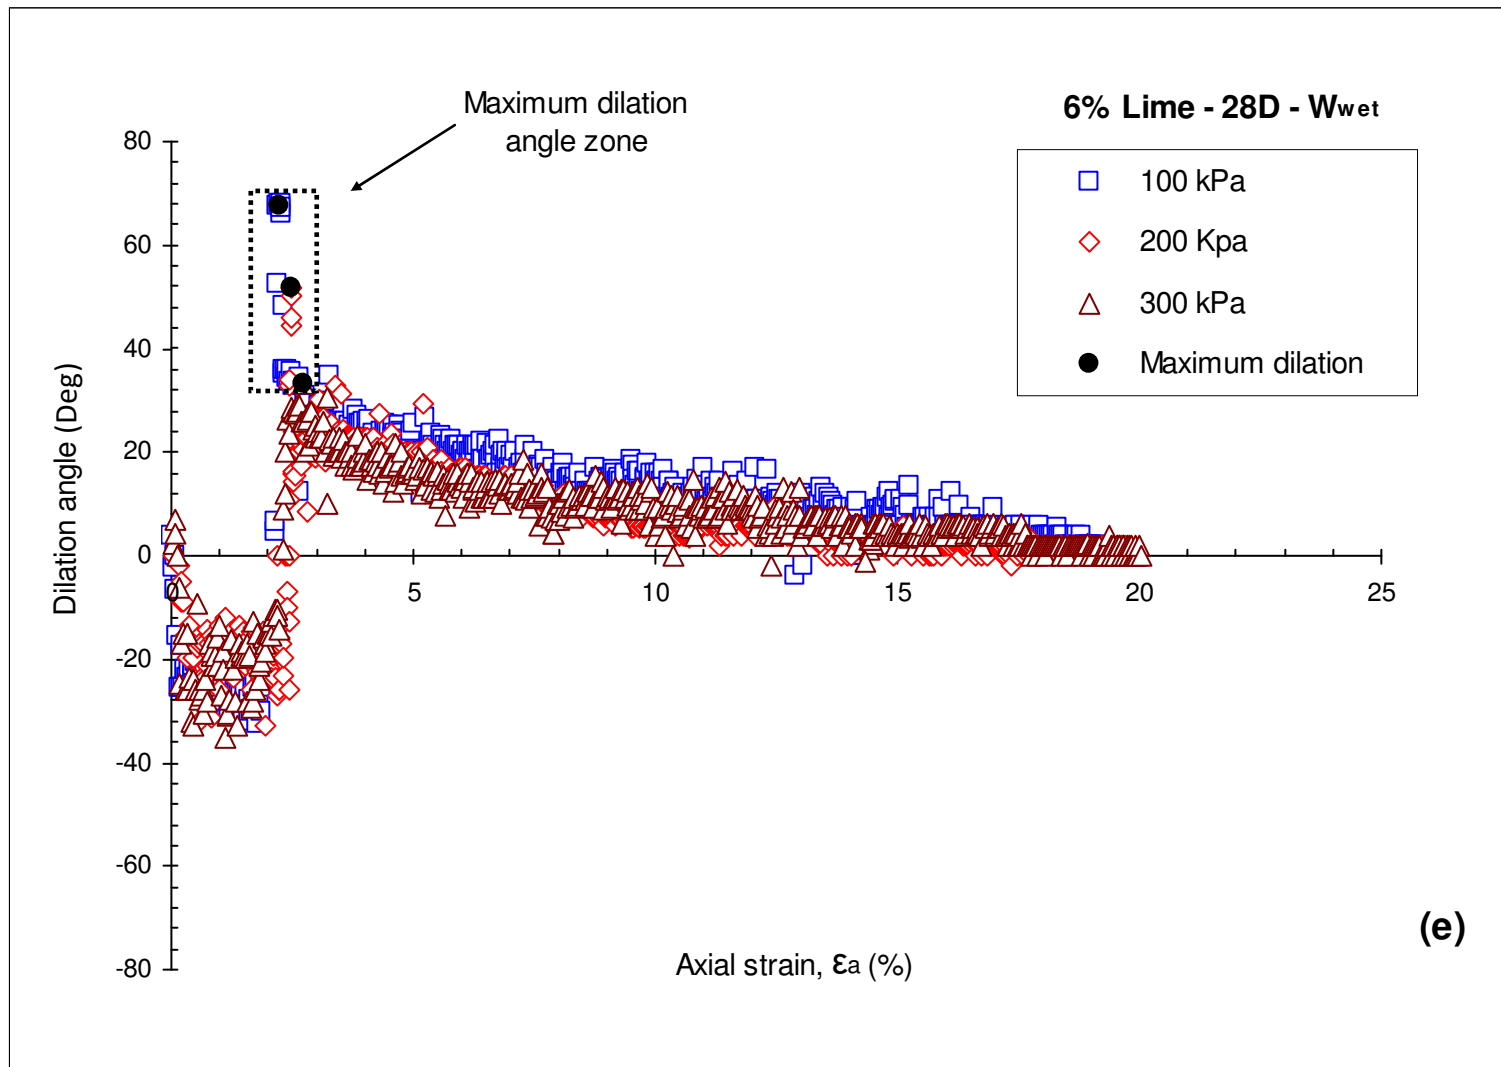 Maximum dilation
angle zone
6% Lime - 28D - Wwet
100 kPa
200 Kpa
300 kPa
Maximum dilation
80
60
40
20
0
-20
-40
-60
-80
0
5
10
15
20
25
Dilation angle (Deg)
Axial strain, εa (%)
(e)